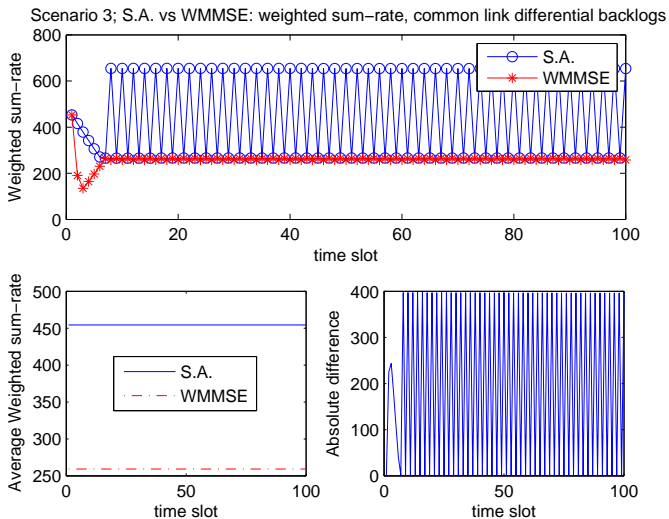 Scenario 3; S.A. vs WMMSE: weighted sum−rate, common link differential backlogs
800
600
400
200
0
Weighted sum−rate
S.A.
WMMSE
0 20 40 60 80 100
time slot
500
450
400
350
300
250
Average Weighted sum−rate
S.A.
WMMSE
0 50 100
time slot
400
300
200
100
0
Absolute difference
0 50 100
time slot